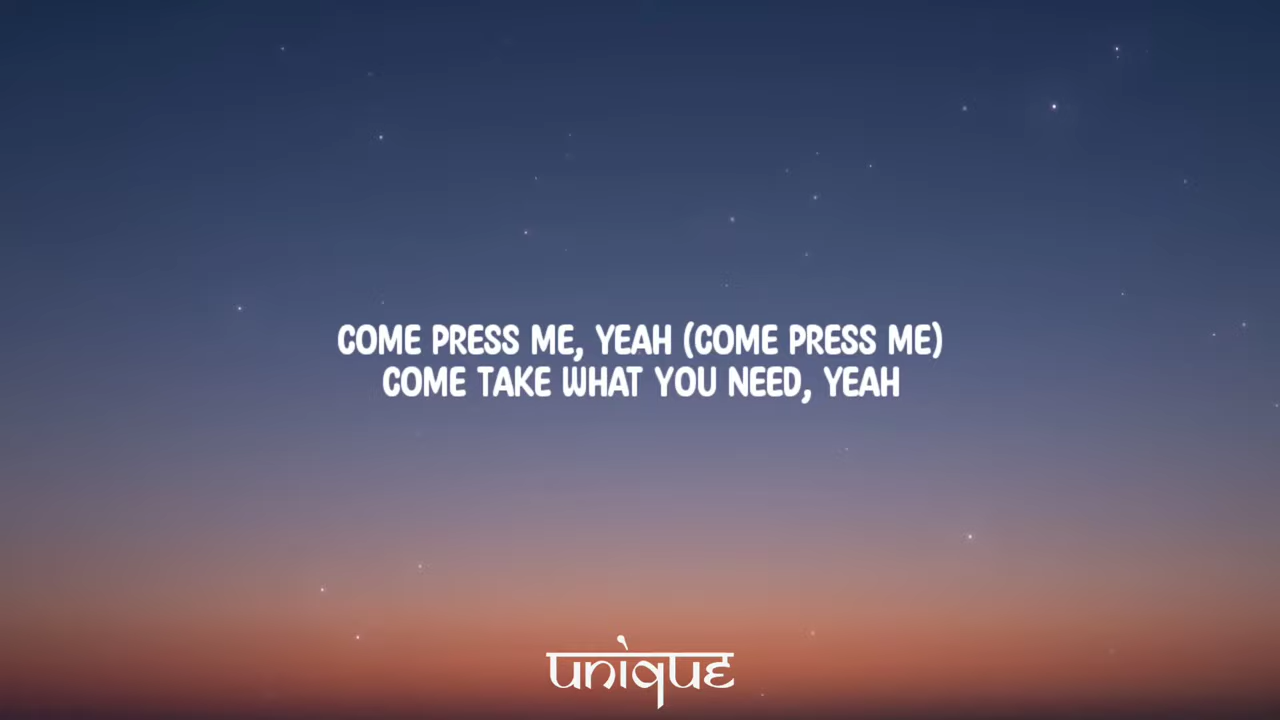 COME PRESS ME, YEAH (COME PRESS ME)
COME TAKE WHAT YOU NEED, YEAH
unique